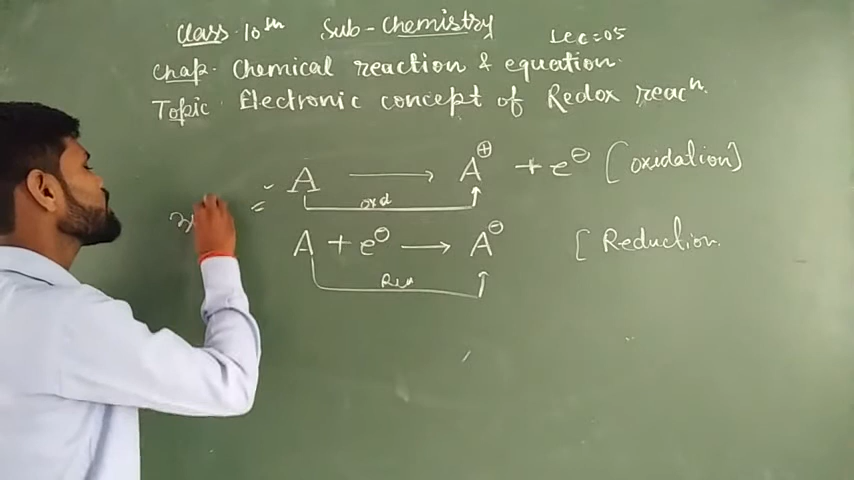 Class. 10th Sub-Chemistry Lec=05
Chap. Chemical reaction & equation.
Topic. Electronic concept of Redox reacn.
A → A⊕ + e⊖ [oxidation]
oxd
A + e⊖ → A⊖ [Reduction.